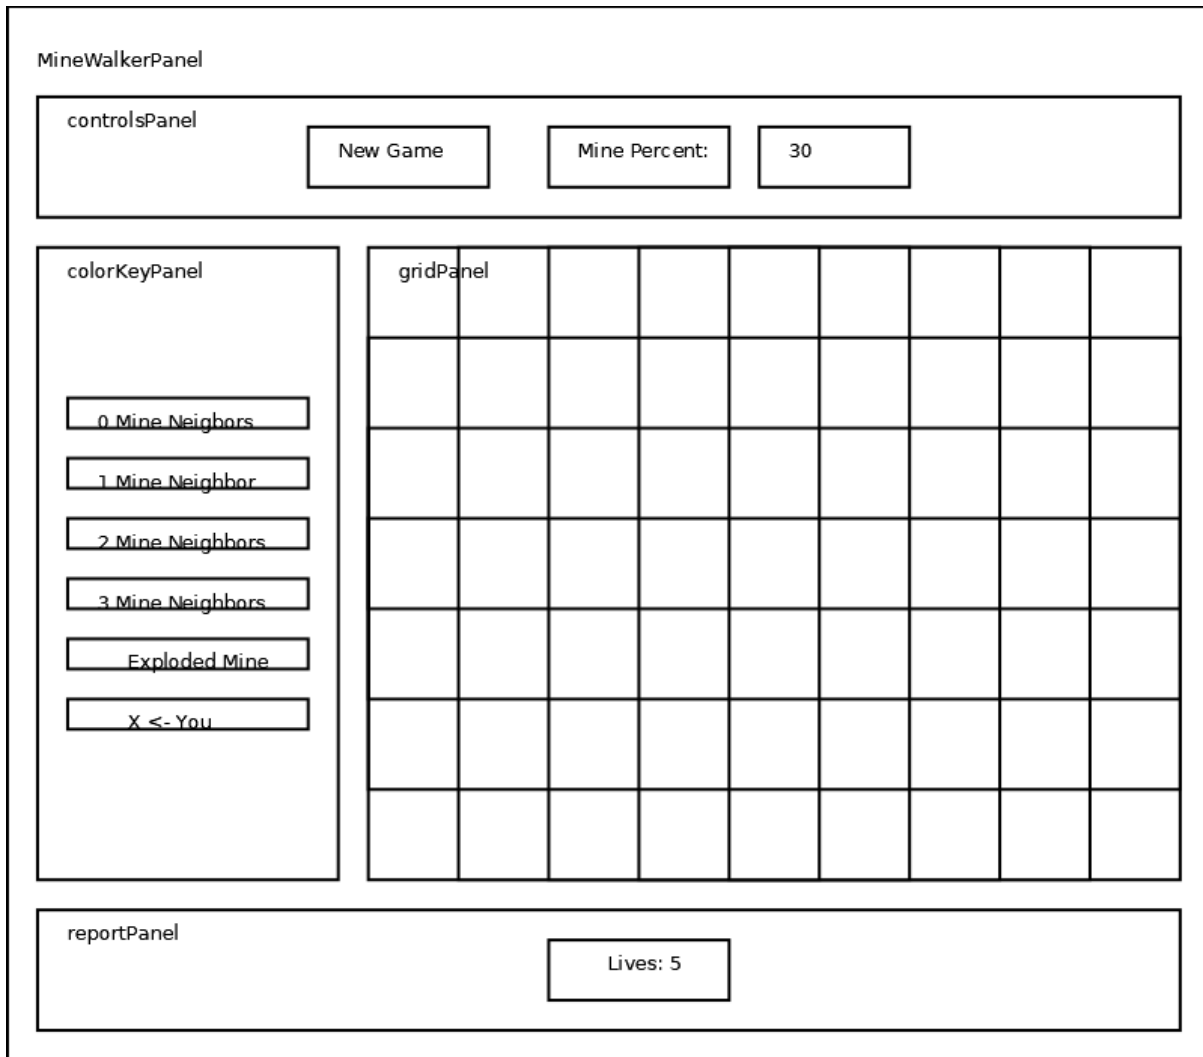 MineWalkerPanel
controlsPanel
New Game
Mine Percent:
30
colorKeyPanel
gridPanel
0 Mine Neigbors
1 Mine Neighbor
2 Mine Neighbors
3 Mine Neighbors
Exploded Mine
X <- You
reportPanel
Lives: 5